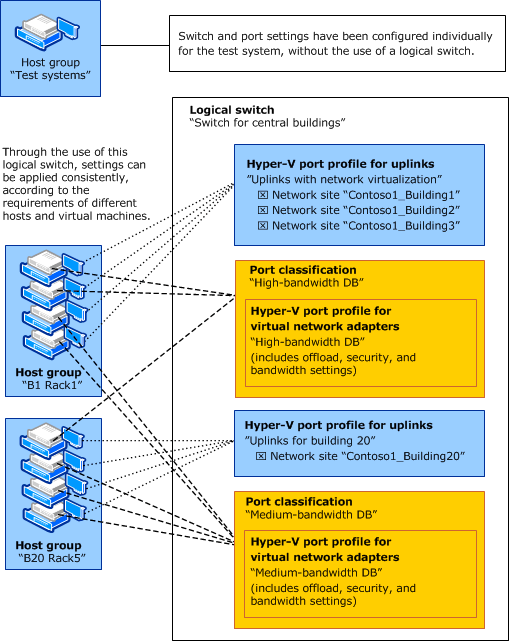 Host group
“Test systems”
Switch and port settings have been configured individually
for the test system, without the use of a logical switch.
Logical switch
“Switch for central buildings”
Through the use of this
logical switch, settings can
be applied consistently,
according to the
requirements of different
hosts and virtual machines.
Hyper-V port profile for uplinks
”Uplinks with network virtualization”
☒ Network site “Contoso1_Building1”
☒ Network site “Contoso1_Building2”
☒ Network site “Contoso1_Building3”
Host group
“B1 Rack1”
Port classification
“High-bandwidth DB”
Hyper-V port profile for
virtual network adapters
“High-bandwidth DB”
(includes offload, security, and
bandwidth settings)
Hyper-V port profile for uplinks
”Uplinks for building 20”
☒ Network site “Contoso1_Building20”
Host group
“B20 Rack5”
Port classification
“Medium-bandwidth DB”
Hyper-V port profile for
virtual network adapters
“Medium-bandwidth DB”
(includes offload, security, and
bandwidth settings)